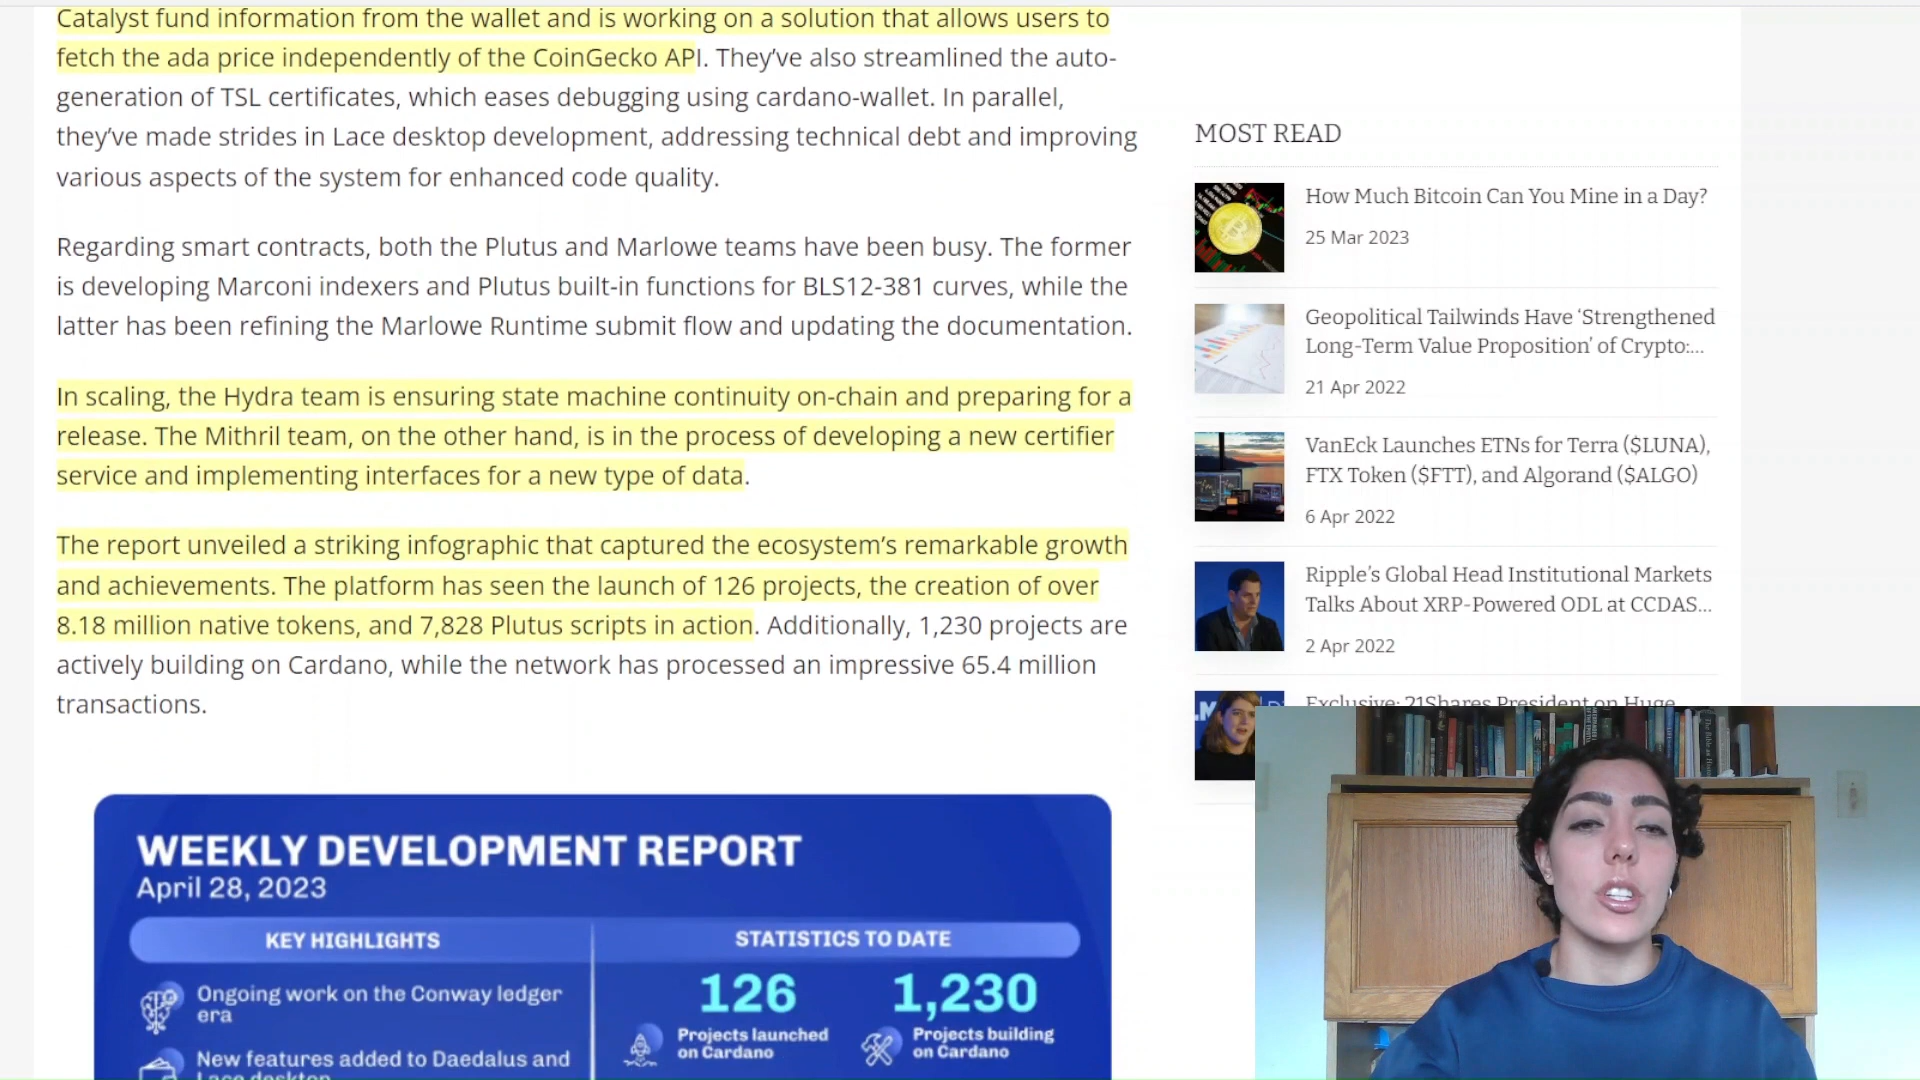 Catalyst fund information from the wallet and is working on a solution that allows users to
fetch the ada price independently of the CoinGecko API. They've also streamlined the auto-
generation of TSL certificates, which eases debugging using cardano-wallet. In parallel,
they've made strides in Lace desktop development, addressing technical debt and improving
various aspects of the system for enhanced code quality.
Regarding smart contracts, both the Plutus and Marlowe teams have been busy. The former
is developing Marconi indexers and Plutus built-in functions for BLS12-381 curves, while the
latter has been refining the Marlowe Runtime submit flow and updating the documentation.
In scaling, the Hydra team is ensuring state machine continuity on-chain and preparing for a
release. The Mithril team, on the other hand, is in the process of developing a new certifier
service and implementing interfaces for a new type of data.
The report unveiled a striking infographic that captured the ecosystem's remarkable growth
and achievements. The platform has seen the launch of 126 projects, the creation of over
8.18 million native tokens, and 7,828 Plutus scripts in action. Additionally, 1,230 projects are
actively building on Cardano, while the network has processed an impressive 65.4 million
transactions.
WEEKLY DEVELOPMENT REPORT
April 28, 2023
KEY HIGHLIGHTS
Ongoing work on the Conway ledger
era
New features added to Daedalus and
Lace desktop
STATISTICS TO DATE
126
Projects launched
on Cardano
1,230
Projects building
on Cardano
MOST READ
How Much Bitcoin Can You Mine in a Day?
25 Mar 2023
Geopolitical Tailwinds Have ‘Strengthened
Long-Term Value Proposition’ of Crypto:...
21 Apr 2022
VanEck Launches ETNs for Terra ($LUNA),
FTX Token ($FTT), and Algorand ($ALGO)
6 Apr 2022
Ripple’s Global Head Institutional Markets
Talks About XRP-Powered ODL at CCDAS...
2 Apr 2022
Exclusive: 21Shares President on Huge